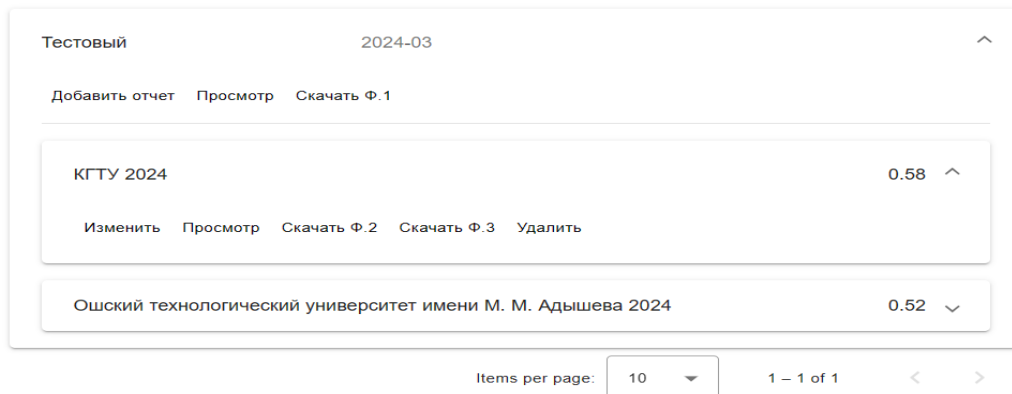 Тестовый 2024-03
Добавить отчет Просмотр Скачать Ф.1
КГТУ 2024 0.58
Изменить Просмотр Скачать Ф.2 Скачать Ф.3 Удалить
Ошский технологический университет имени М. М. Адышева 2024 0.52
Items per page: 10 1 – 1 of 1